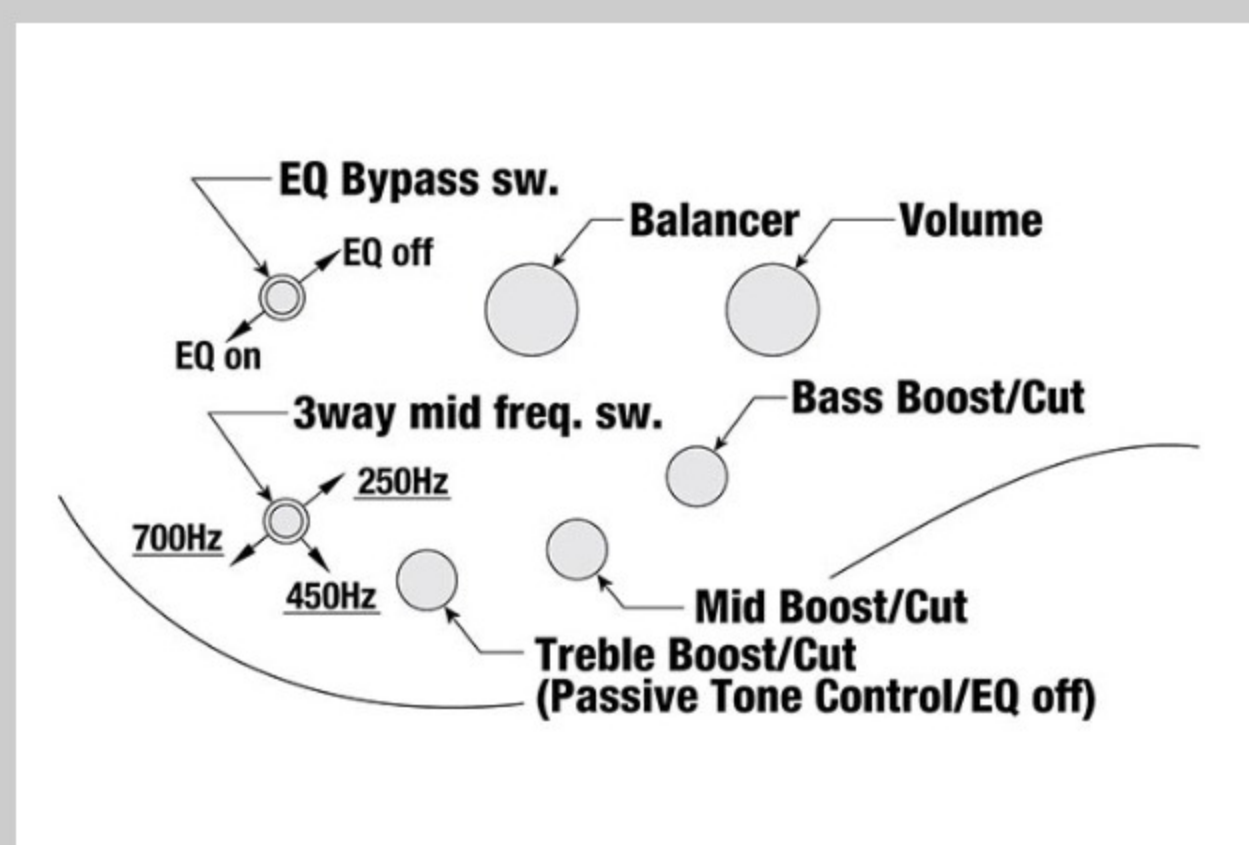 EQ Bypass sw.
Balancer
Volume
EQ off
EQ on
3way mid freq. sw.
Bass Boost/Cut
250Hz
700Hz
450Hz
Mid Boost/Cut
Treble Boost/Cut
(Passive Tone Control/EQ off)